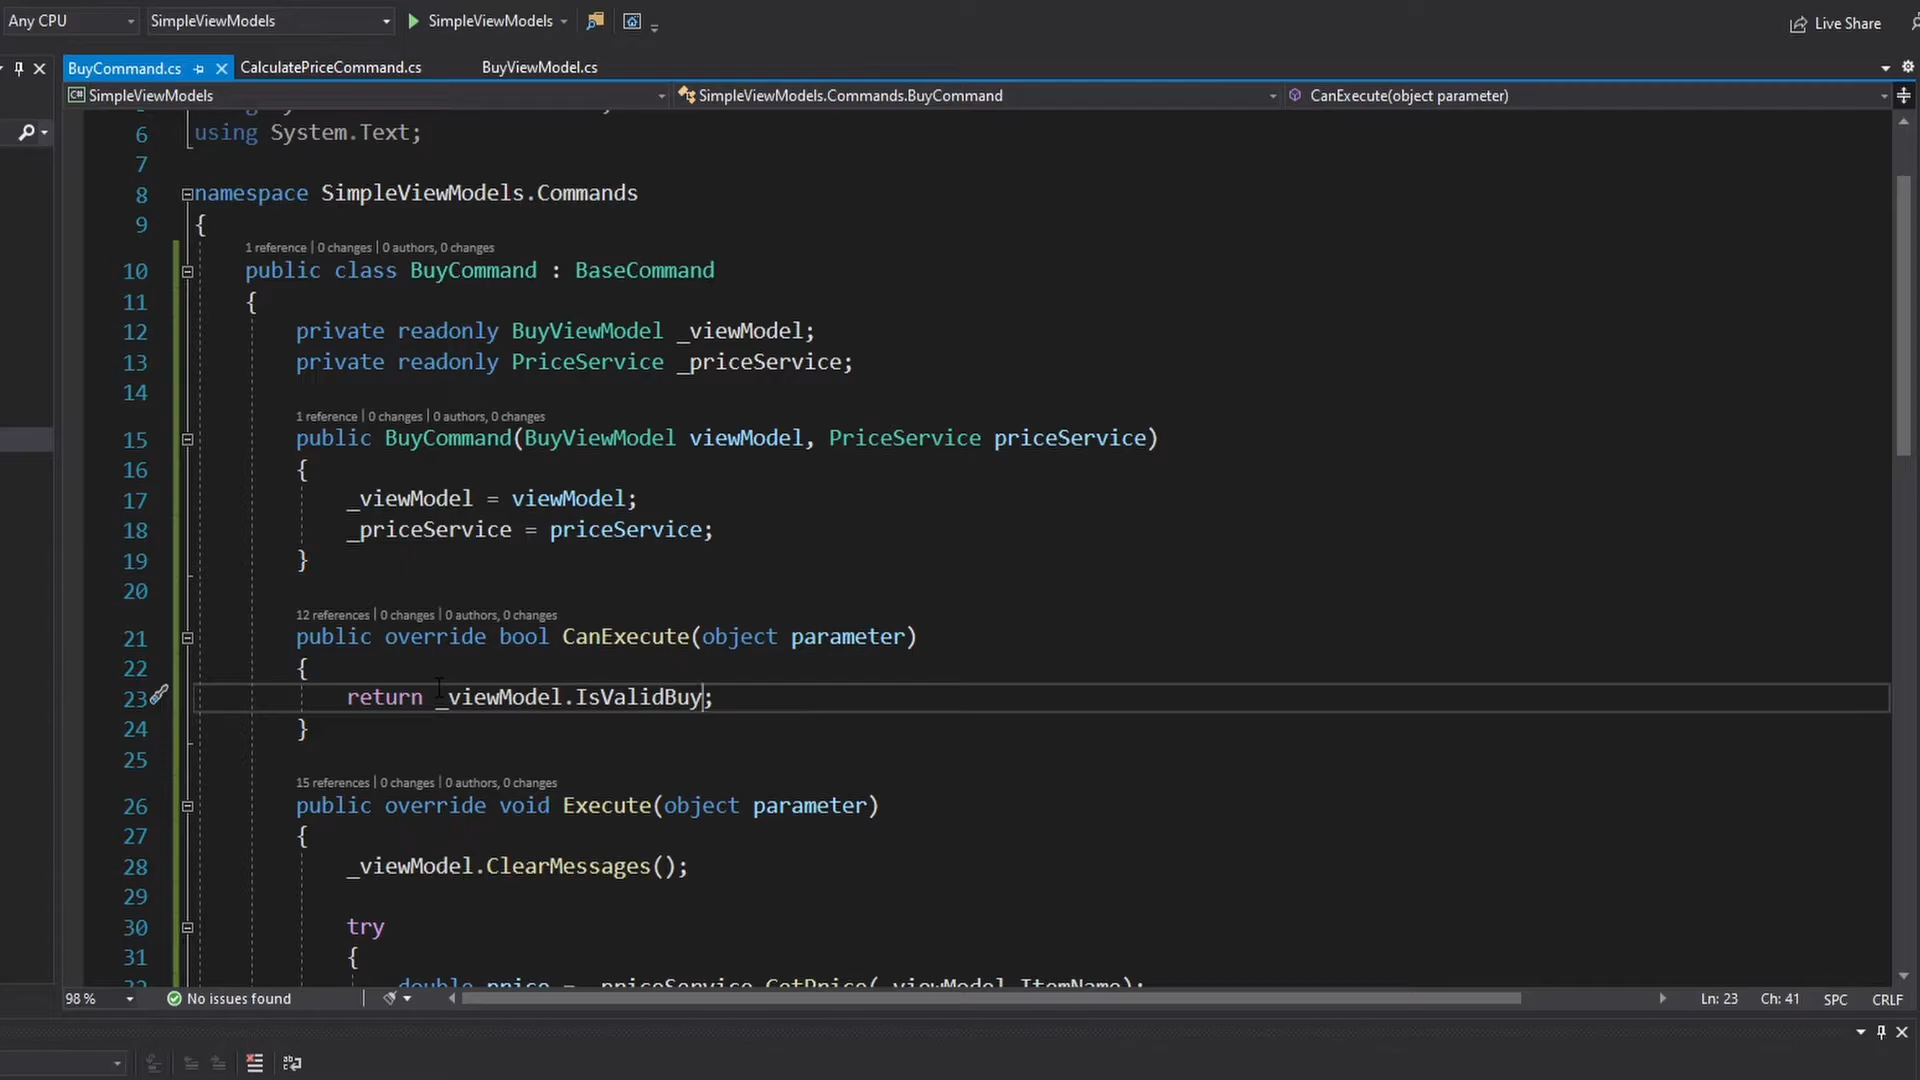 Any CPU SimpleViewModels SimpleViewModels Live Share
BuyCommand.cs CalculatePriceCommand.cs BuyViewModel.cs
C# SimpleViewModels SimpleViewModels.Commands.BuyCommand CanExecute(object parameter)
6 using System.Text;
7
8 namespace SimpleViewModels.Commands
9 {
1 reference | 0 changes | 0 authors, 0 changes
10 public class BuyCommand : BaseCommand
11 {
12 private readonly BuyViewModel _viewModel;
13 private readonly PriceService _priceService;
14
1 reference | 0 changes | 0 authors, 0 changes
15 public BuyCommand(BuyViewModel viewModel, PriceService priceService)
16 {
17 _viewModel = viewModel;
18 _priceService = priceService;
19 }
20
12 references | 0 changes | 0 authors, 0 changes
21 public override bool CanExecute(object parameter)
22 {
23 return _viewModel.IsValidBuy;
24 }
25
15 references | 0 changes | 0 authors, 0 changes
26 public override void Execute(object parameter)
27 {
28 _viewModel.ClearMessages();
29
30 try
31 {
32 double price = _priceService.GetPrice(_viewModel.ItemName);
98 % No issues found Ln: 23 Ch: 41 SPC CRLF